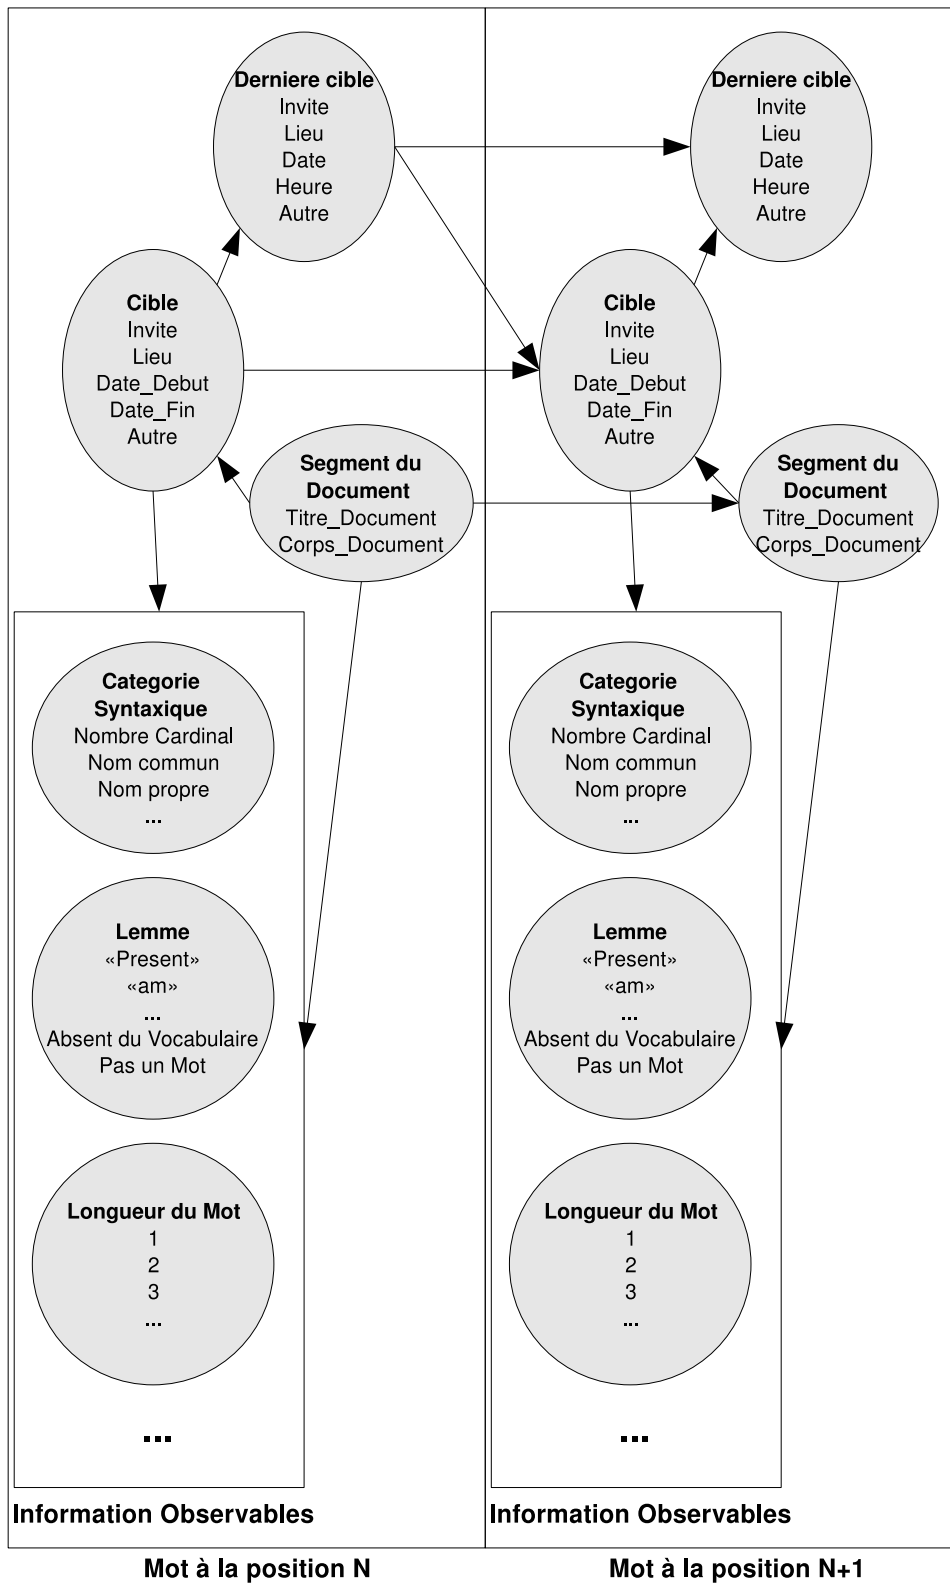 Derniere cible
Invite
Lieu
Date
Heure
Autre
Cible
Invite
Lieu
Date_Debut
Date_Fin
Autre
Segment du
Document
Titre_Document
Corps_Document
Categorie
Syntaxique
Nombre Cardinal
Nom commun
Nom propre
...
Lemme
«Present»
«am»
...
Absent du Vocabulaire
Pas un Mot
Longueur du Mot
1
2
3
...
...
Information Observables
Mot à la position N
Derniere cible
Invite
Lieu
Date
Heure
Autre
Cible
Invite
Lieu
Date_Debut
Date_Fin
Autre
Segment du
Document
Titre_Document
Corps_Document
Categorie
Syntaxique
Nombre Cardinal
Nom commun
Nom propre
...
Lemme
«Present»
«am»
...
Absent du Vocabulaire
Pas un Mot
Longueur du Mot
1
2
3
...
...
Information Observables
Mot à la position N+1